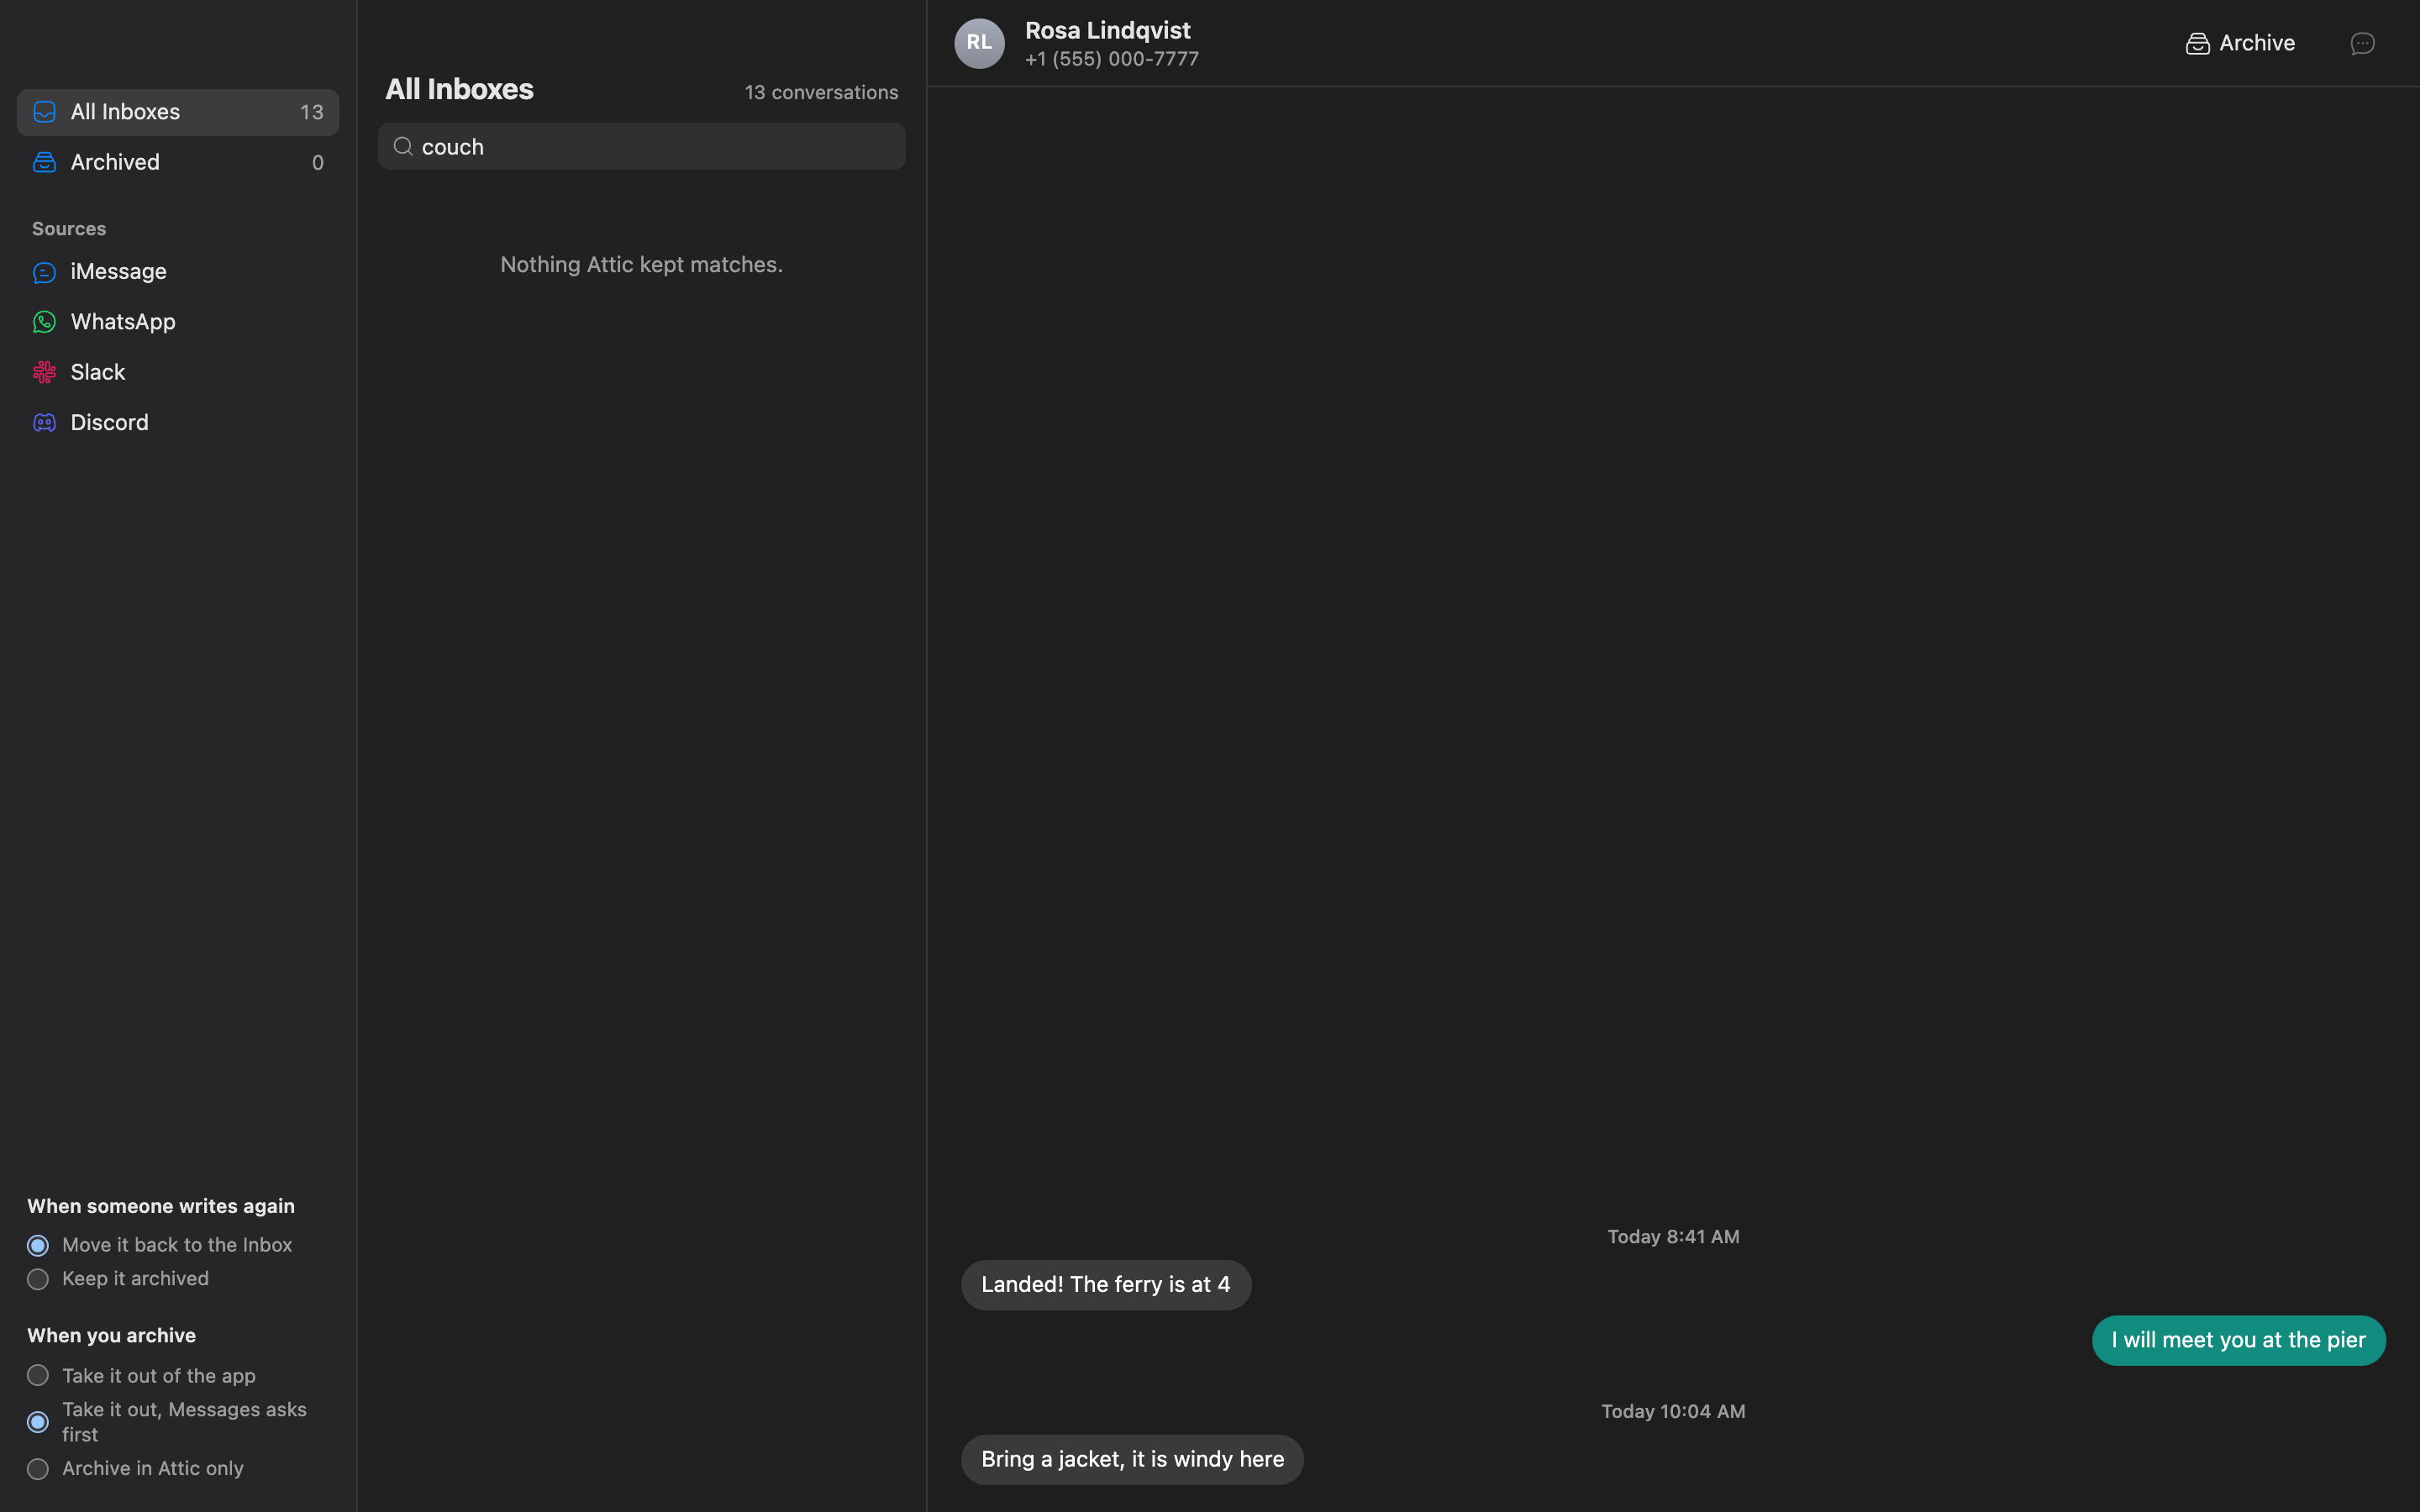 All Inboxes 13
Archived 0
Sources
iMessage
WhatsApp
Slack
Discord
When someone writes again
Move it back to the Inbox
Keep it archived
When you archive
Take it out of the app
Take it out, Messages asks
first
Archive in Attic only
All Inboxes 13 conversations
couch
Nothing Attic kept matches.
RL
Rosa Lindqvist
+1 (555) 000-7777
Archive
Today 8:41 AM
Landed! The ferry is at 4
I will meet you at the pier
Today 10:04 AM
Bring a jacket, it is windy here